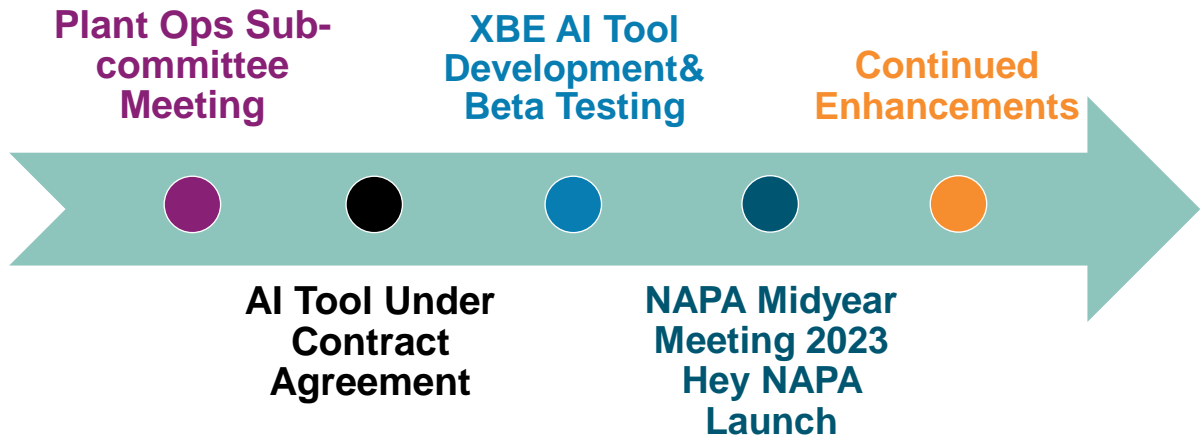 Plant Ops Sub-
committee
Meeting
AI Tool Under
Contract
Agreement
XBE AI Tool
Development&
Beta Testing
NAPA Midyear
Meeting 2023
Hey NAPA
Launch
Continued
Enhancements